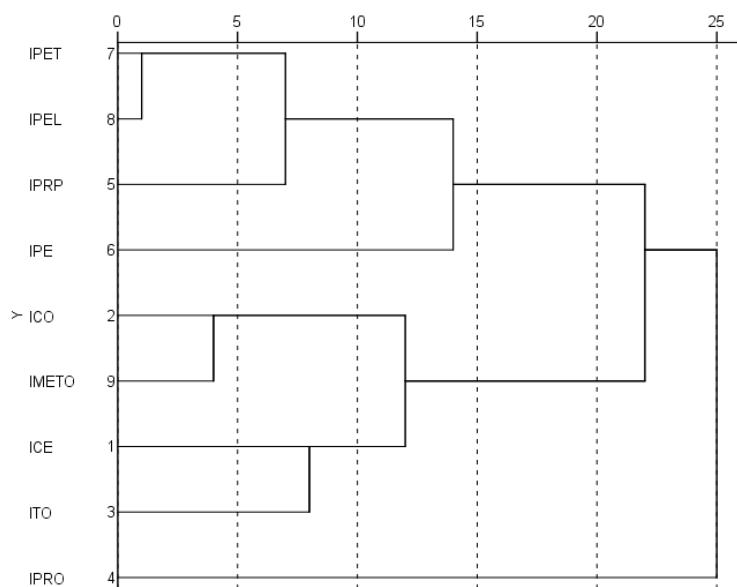 0 5 10 15 20 25
IPET 7
IPEL 8
IPRP 5
IPE 6
Y
ICO 2
IMETO 9
ICE 1
ITO 3
IPRO 4